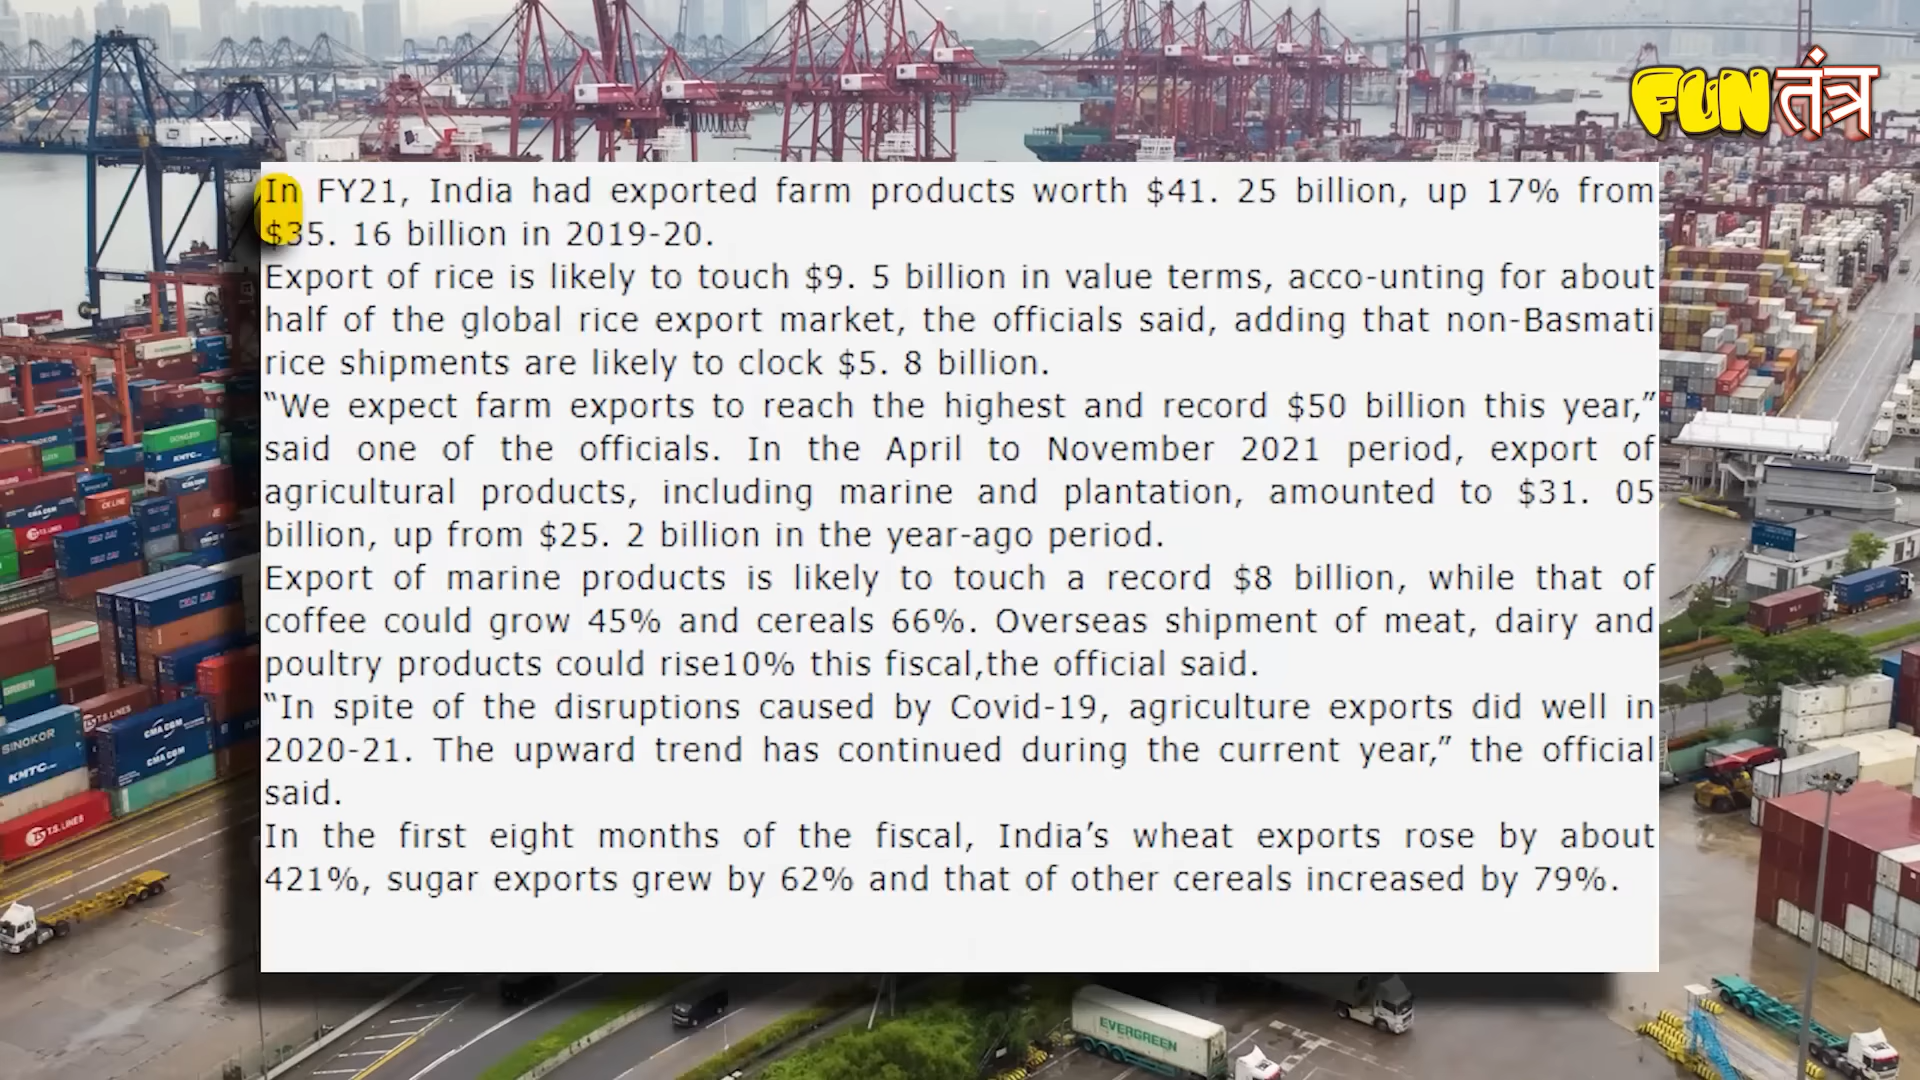 FUNतंत्र
In FY21, India had exported farm products worth $41. 25 billion, up 17% from
$35. 16 billion in 2019-20.
Export of rice is likely to touch $9. 5 billion in value terms, acco-unting for about
half of the global rice export market, the officials said, adding that non-Basmati
rice shipments are likely to clock $5. 8 billion.
“We expect farm exports to reach the highest and record $50 billion this year,”
said one of the officials. In the April to November 2021 period, export of
agricultural products, including marine and plantation, amounted to $31. 05
billion, up from $25. 2 billion in the year-ago period.
Export of marine products is likely to touch a record $8 billion, while that of
coffee could grow 45% and cereals 66%. Overseas shipment of meat, dairy and
poultry products could rise10% this fiscal,the official said.
“In spite of the disruptions caused by Covid-19, agriculture exports did well in
2020-21. The upward trend has continued during the current year,” the official
said.
In the first eight months of the fiscal, India’s wheat exports rose by about
421%, sugar exports grew by 62% and that of other cereals increased by 79%.
SINOKOR
KMTC
CMA CGM
CMA CGM
T.S. LINES
T.S. LINES
EVERGREEN